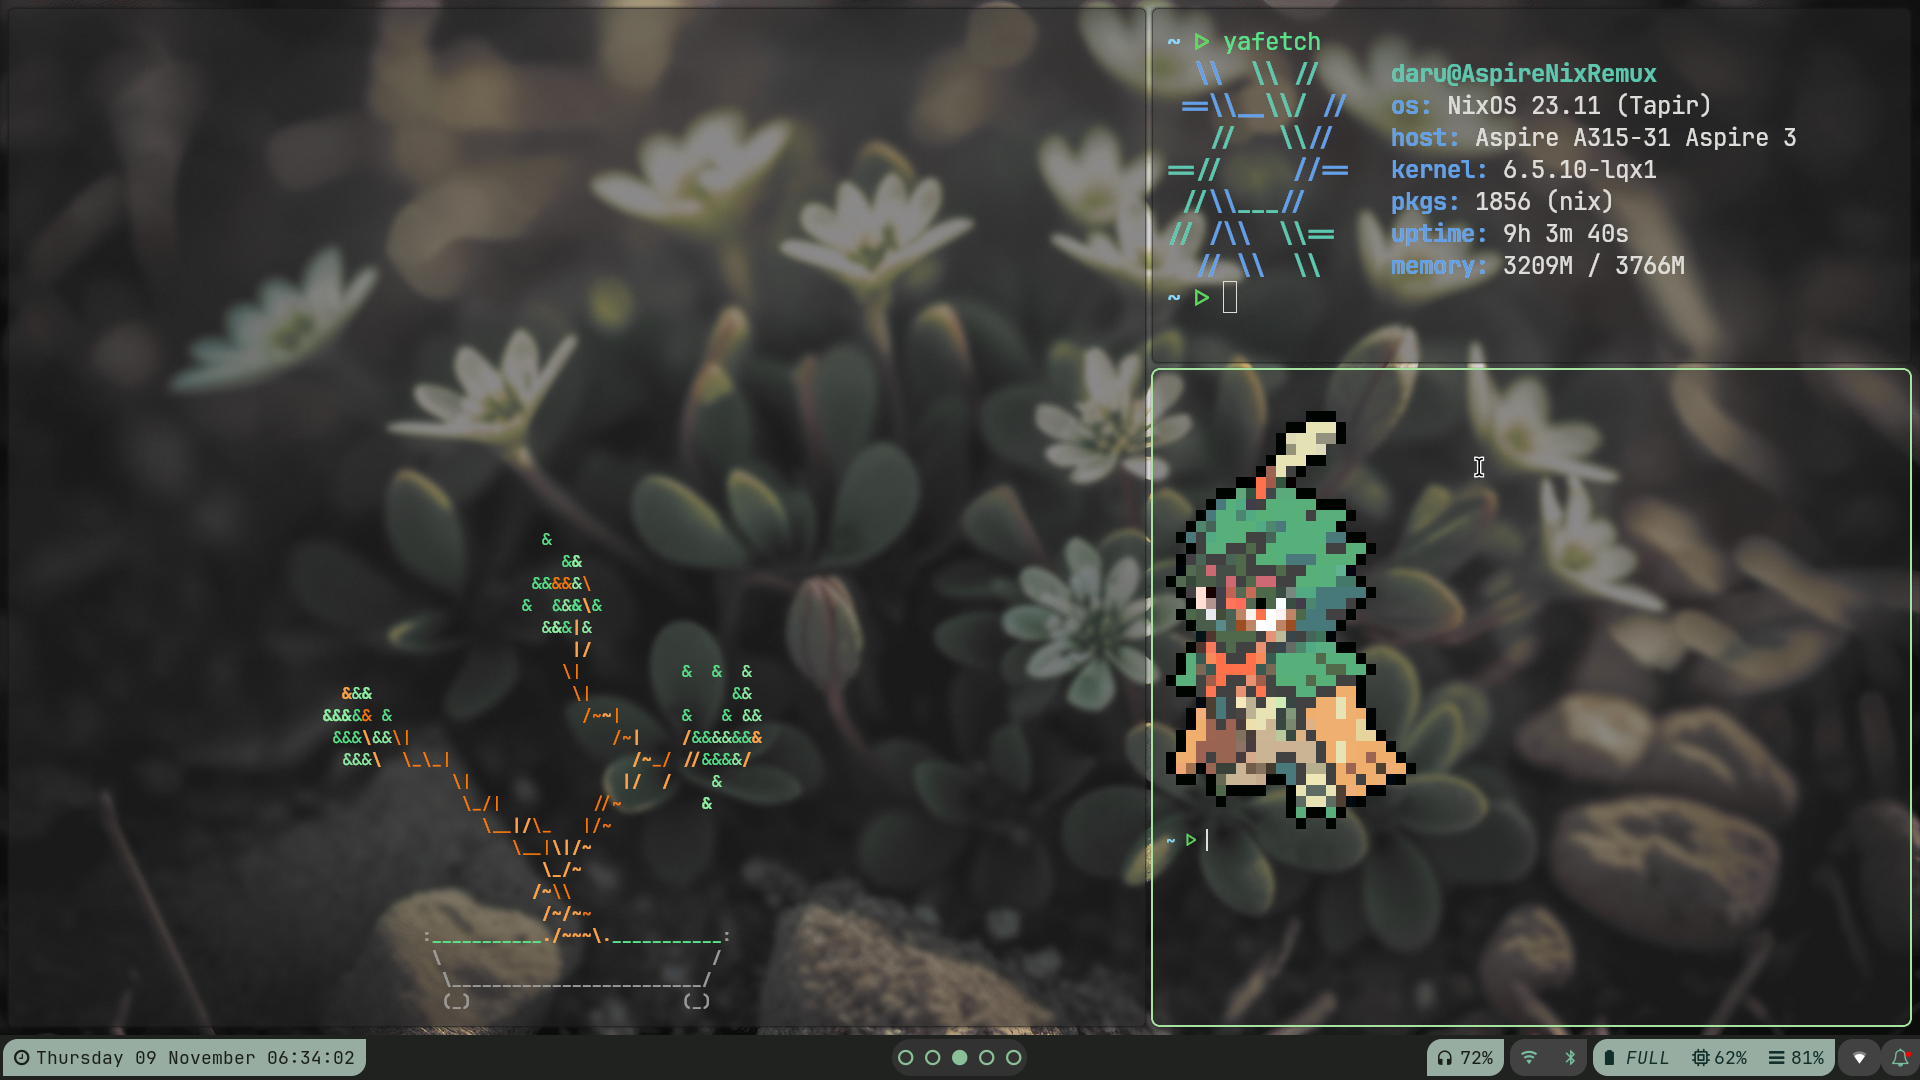 ~ ▷ yafetch
daru@AspireNixRemux
os: NixOS 23.11 (Tapir)
host: Aspire A315-31 Aspire 3
kernel: 6.5.10-lqx1
pkgs: 1856 (nix)
uptime: 9h 3m 40s
memory: 3209M / 3766M
~ ▷
~ ▷
Thursday 09 November 06:34:02
72%
FULL 62% 81%